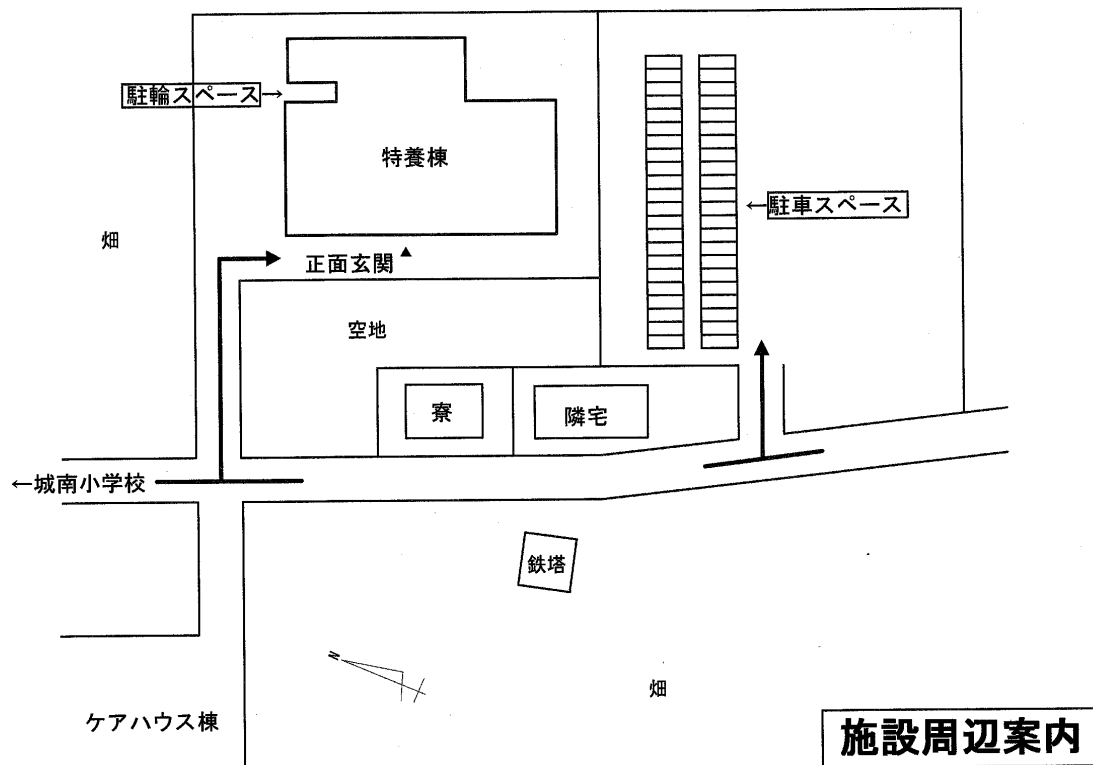 駐輪スペース→
特養棟
←駐車スペース
畑
正面玄関▲
空地
寮
隣宅
←城南小学校
鉄塔
N
畑
ケアハウス棟
施設周辺案内